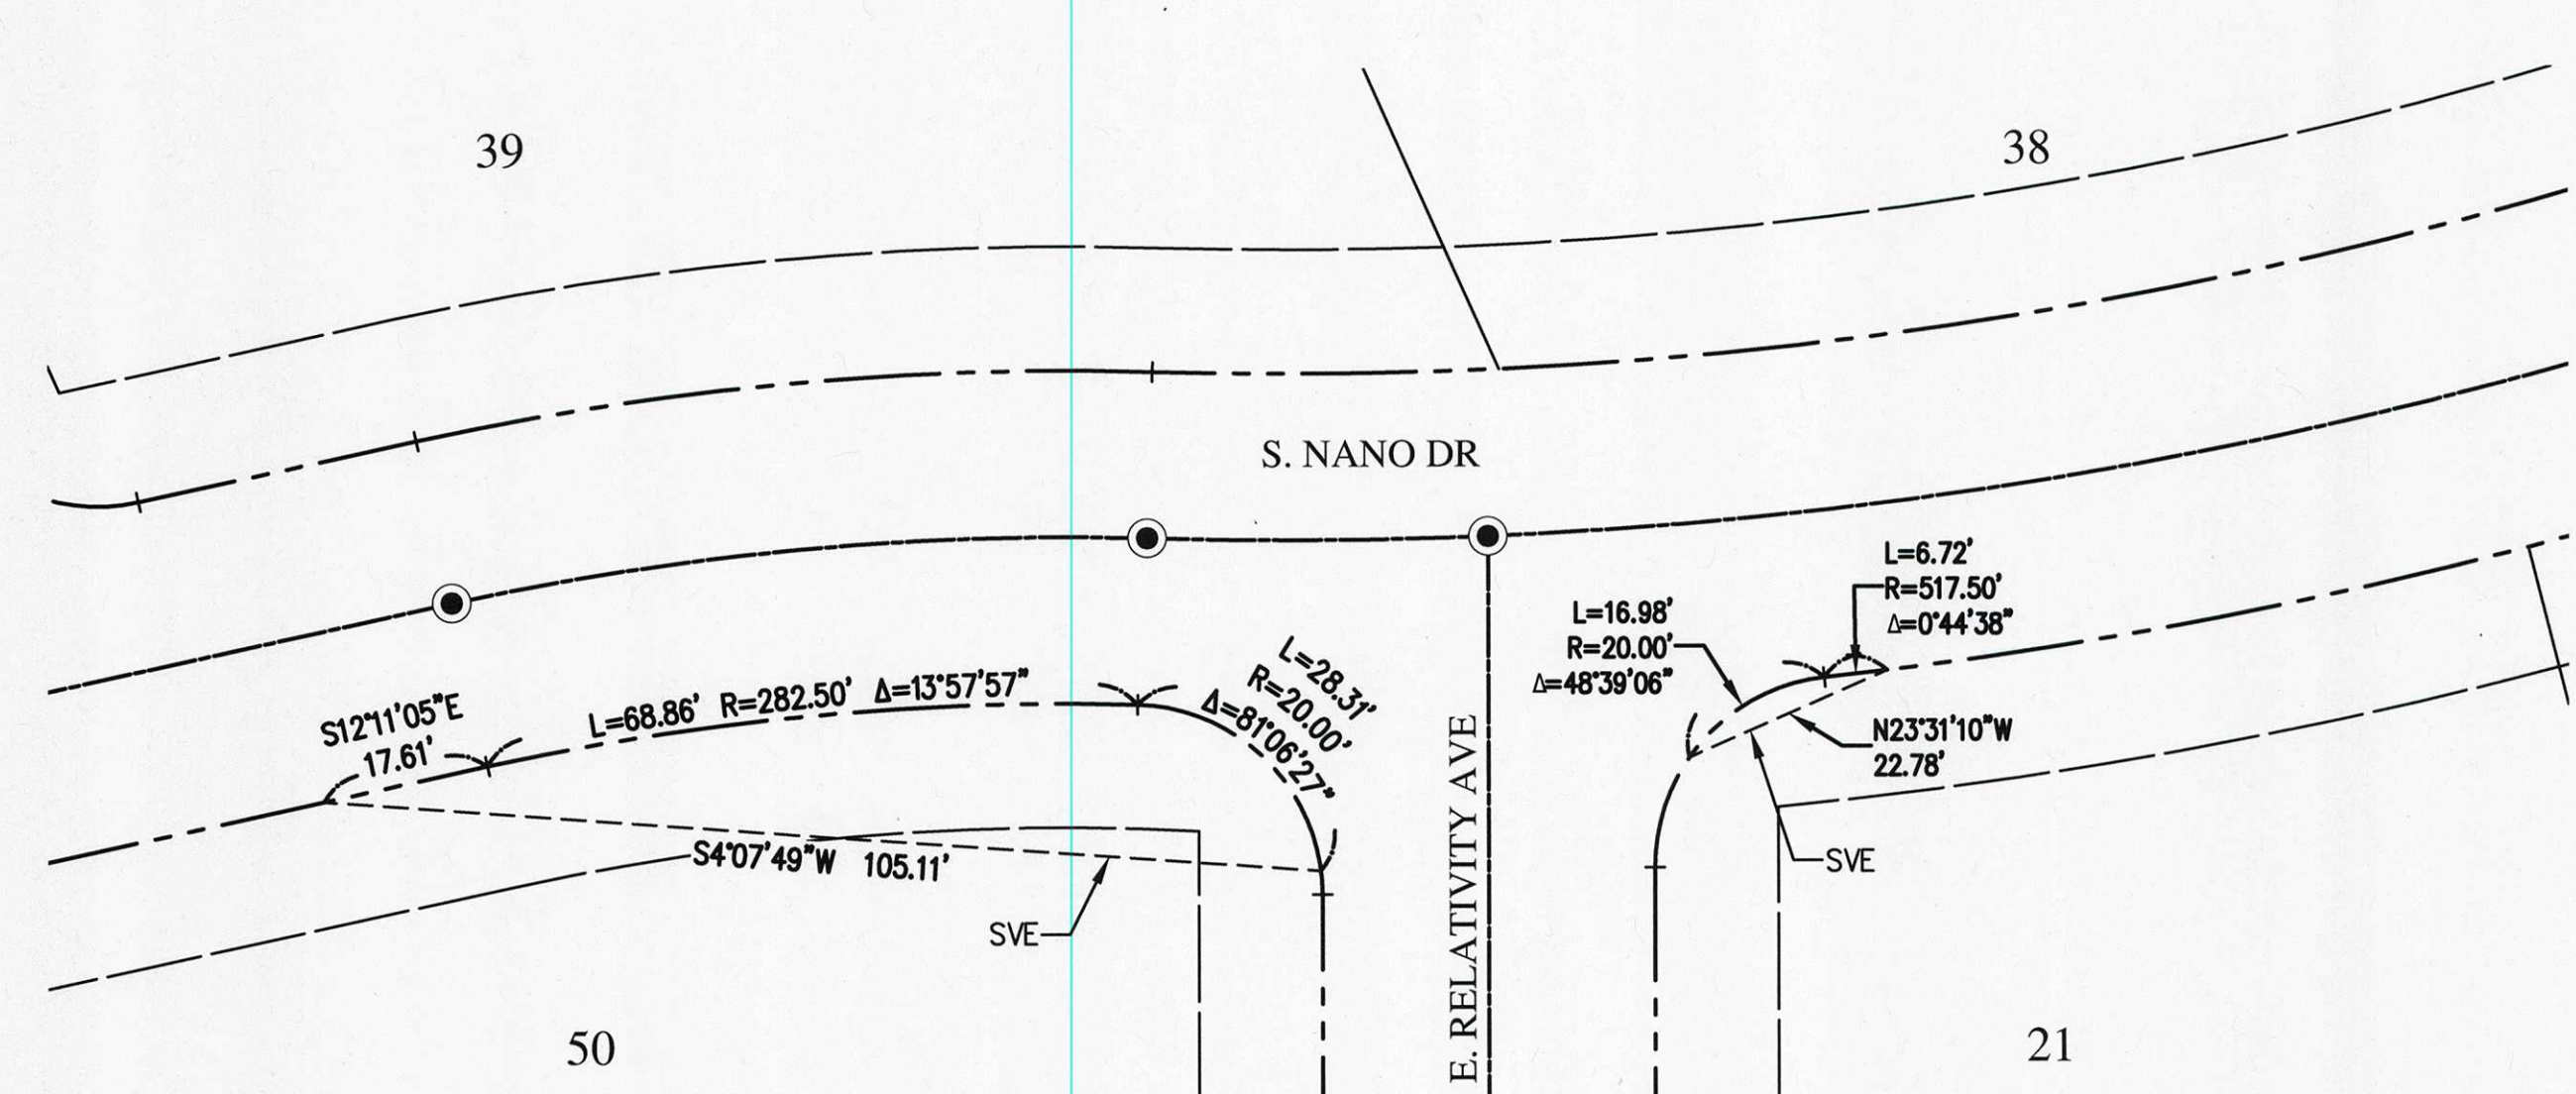 39
38
S. NANO DR
L=6.72'
R=517.50'
Δ=0°44'38"
L=16.98'
R=20.00'
Δ=48°39'06"
L=28.31'
R=20.00'
Δ=81°06'27"
S12°11'05"E
17.61'
L=68.86' R=282.50' Δ=13°57'57"
N23°31'10"W
22.78'
S4°07'49"W 105.11'
SVE
SVE
E. RELATIVITY AVE
50
21